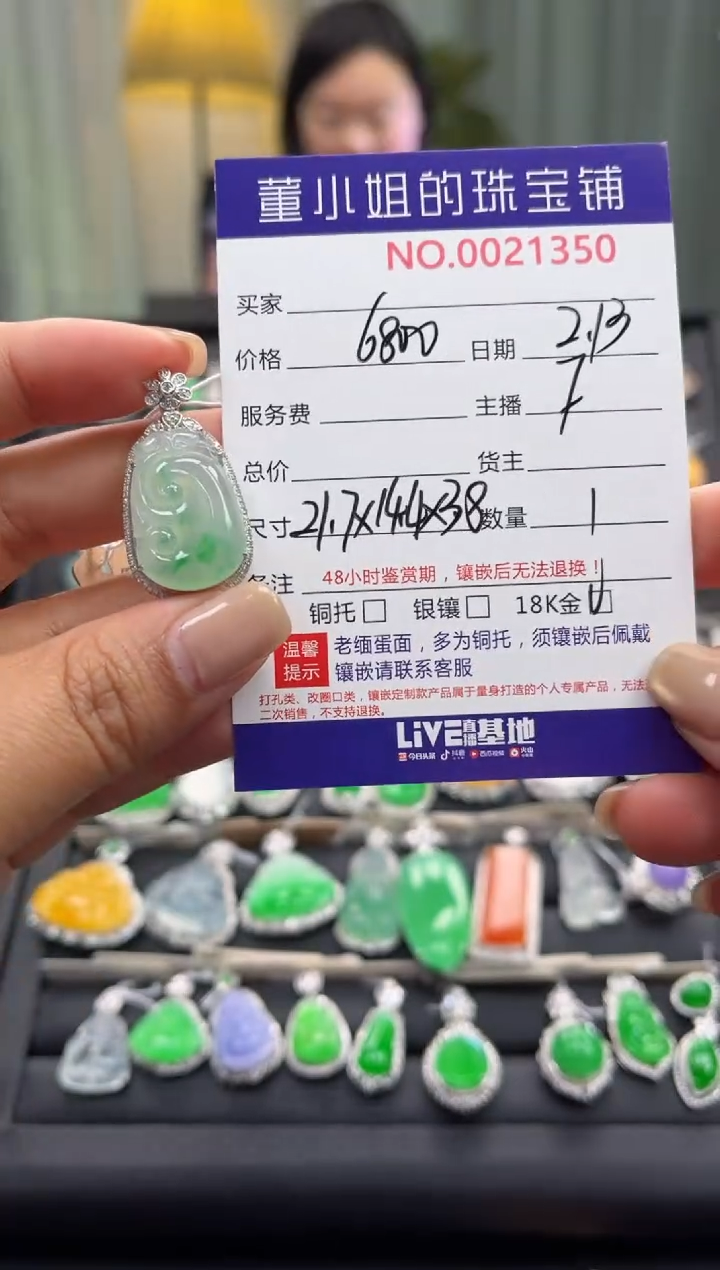 董小姐的珠宝铺
NO.0021350
买家
价格 6800 日期 2.13
服务费 主播
总价 货主
尺寸 21.7x14.4x38 数量 1
备注 48小时鉴赏期，镶嵌后无法退换！
铜托 银镶 18K金
温馨提示 老缅蛋面，多为铜托，须镶嵌后佩戴
镶嵌请联系客服
打孔类、改圈口类，镶嵌定制款产品属于量身打造的个人专属产品，无法
二次销售，不支持退换。
LiVE直播基地
今日头条 抖音 西瓜视频 火山